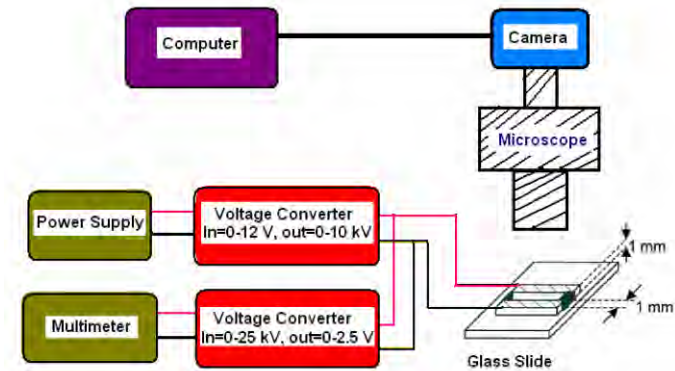 Computer
Camera
Microscope
Power Supply
Voltage Converter
In=0-12 V, out=0-10 kV
1 mm
Multimeter
Voltage Converter
In=0-25 kV, out=0-2.5 V
1 mm
Glass Slide